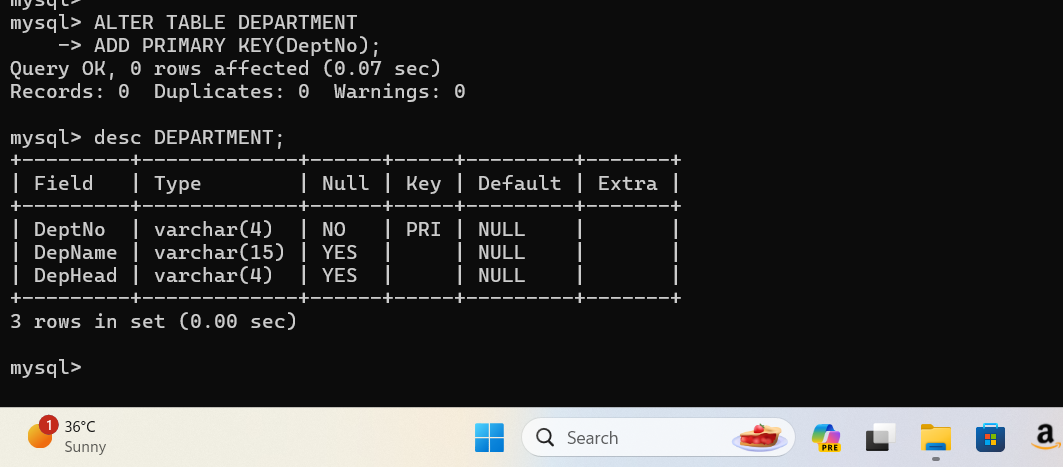 mysql>
mysql> ALTER TABLE DEPARTMENT
    -> ADD PRIMARY KEY(DeptNo);
Query OK, 0 rows affected (0.07 sec)
Records: 0  Duplicates: 0  Warnings: 0

mysql> desc DEPARTMENT;
+---------+-------------+------+-----+---------+-------+
| Field   | Type        | Null | Key | Default | Extra |
+---------+-------------+------+-----+---------+-------+
| DeptNo  | varchar(4)  | NO   | PRI | NULL    |       |
| DepName | varchar(15) | YES  |     | NULL    |       |
| DepHead | varchar(4)  | YES  |     | NULL    |       |
+---------+-------------+------+-----+---------+-------+
3 rows in set (0.00 sec)

mysql>
1
36°C
Sunny
Search
PRE
a